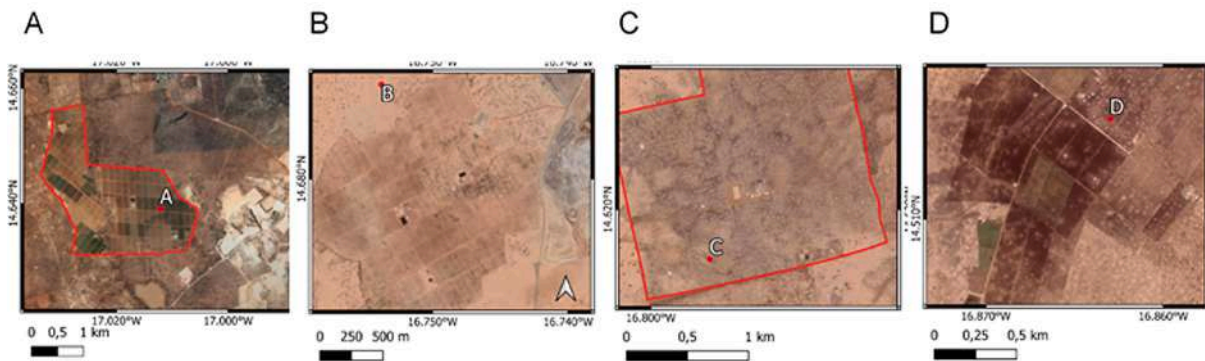 A B C D
17.020°W 17.000°W
16.750°W 16.740°W
14.660°N
14.640°N
A
17.020°W 17.000°W
0 0,5 1 km
B
14.680°N
16.750°W 16.740°W
0 250 500 m
C
14.620°N
16.800°W
0 0,5 1 km
D
14.510°N
16.870°W 16.860°W
0 0,25 0,5 km